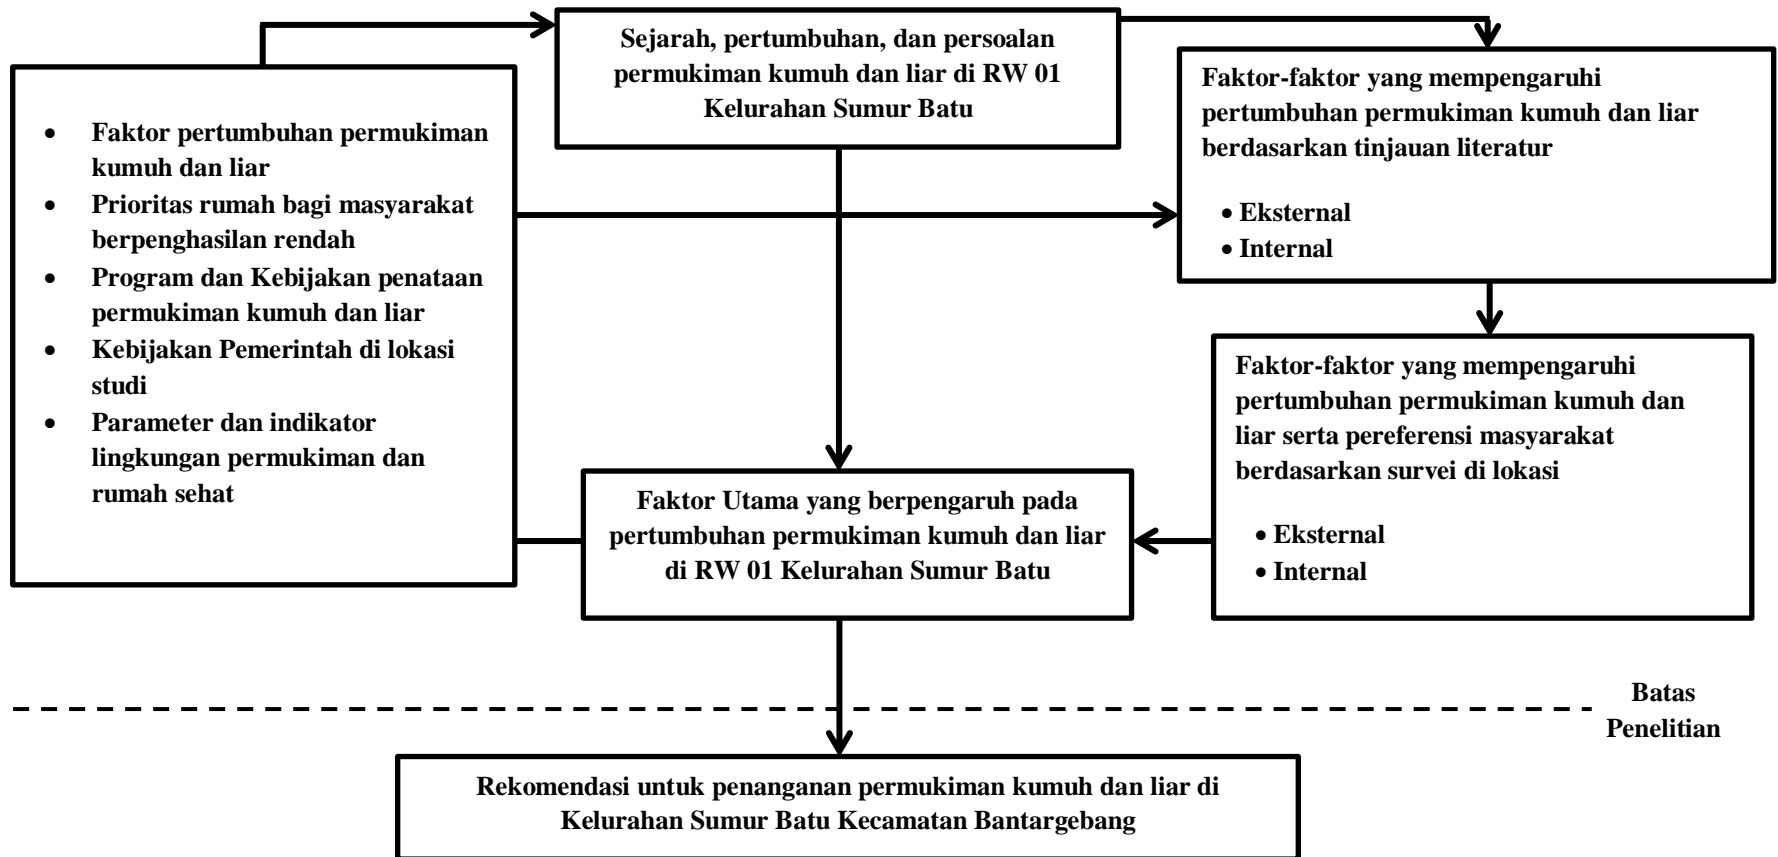 Sejarah, pertumbuhan, dan persoalan
permukiman kumuh dan liar di RW 01
Kelurahan Sumur Batu
• Faktor pertumbuhan permukiman
kumuh dan liar
• Prioritas rumah bagi masyarakat
berpenghasilan rendah
• Program dan Kebijakan penataan
permukiman kumuh dan liar
• Kebijakan Pemerintah di lokasi
studi
• Parameter dan indikator
lingkungan permukiman dan
rumah sehat
Faktor-faktor yang mempengaruhi
pertumbuhan permukiman kumuh dan liar
berdasarkan tinjauan literatur
• Eksternal
• Internal
Faktor-faktor yang mempengaruhi
pertumbuhan permukiman kumuh dan
liar serta pereferensi masyarakat
berdasarkan survei di lokasi
• Eksternal
• Internal
Faktor Utama yang berpengaruh pada
pertumbuhan permukiman kumuh dan liar
di RW 01 Kelurahan Sumur Batu
Batas
Penelitian
Rekomendasi untuk penanganan permukiman kumuh dan liar di
Kelurahan Sumur Batu Kecamatan Bantargebang